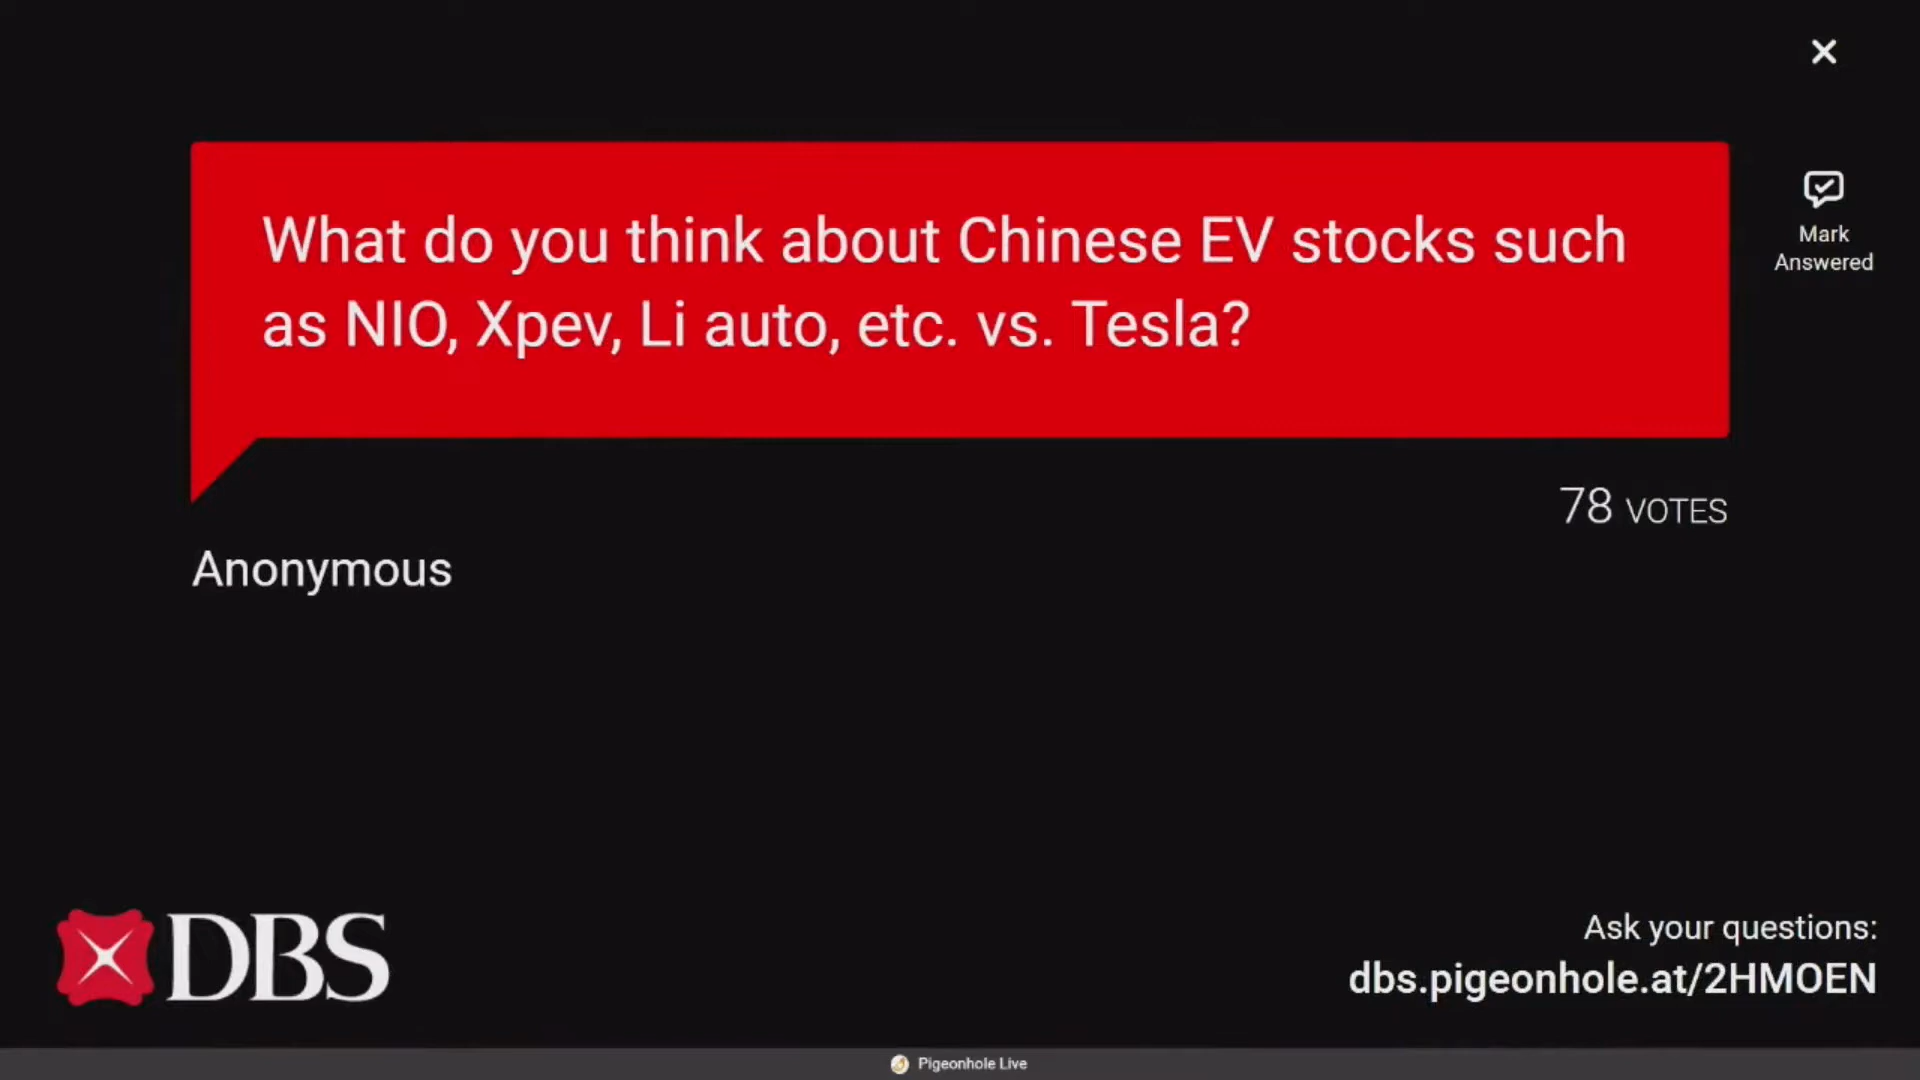 What do you think about Chinese EV stocks such
as NIO, Xpev, Li auto, etc. vs. Tesla?
Mark
Answered
78 VOTES
Anonymous
DBS
Ask your questions:
dbs.pigeonhole.at/2HMOEN
Pigeonhole Live